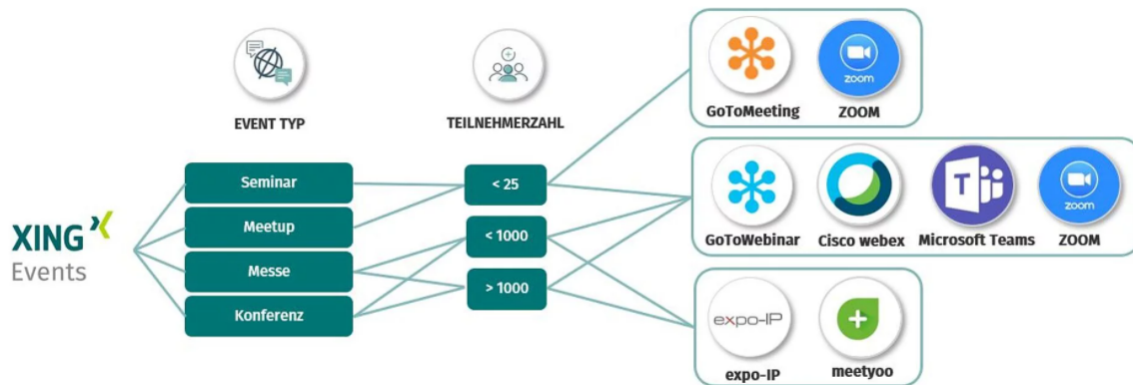 EVENT TYP
TEILNEHMERZAHL
GoToMeeting
zoom
ZOOM
XING
Events
Seminar
Meetup
Messe
Konferenz
< 25
< 1000
> 1000
T
zoom
GoToWebinar
Cisco webex
Microsoft Teams
ZOOM
expo-IP
expo-IP
meetyoo